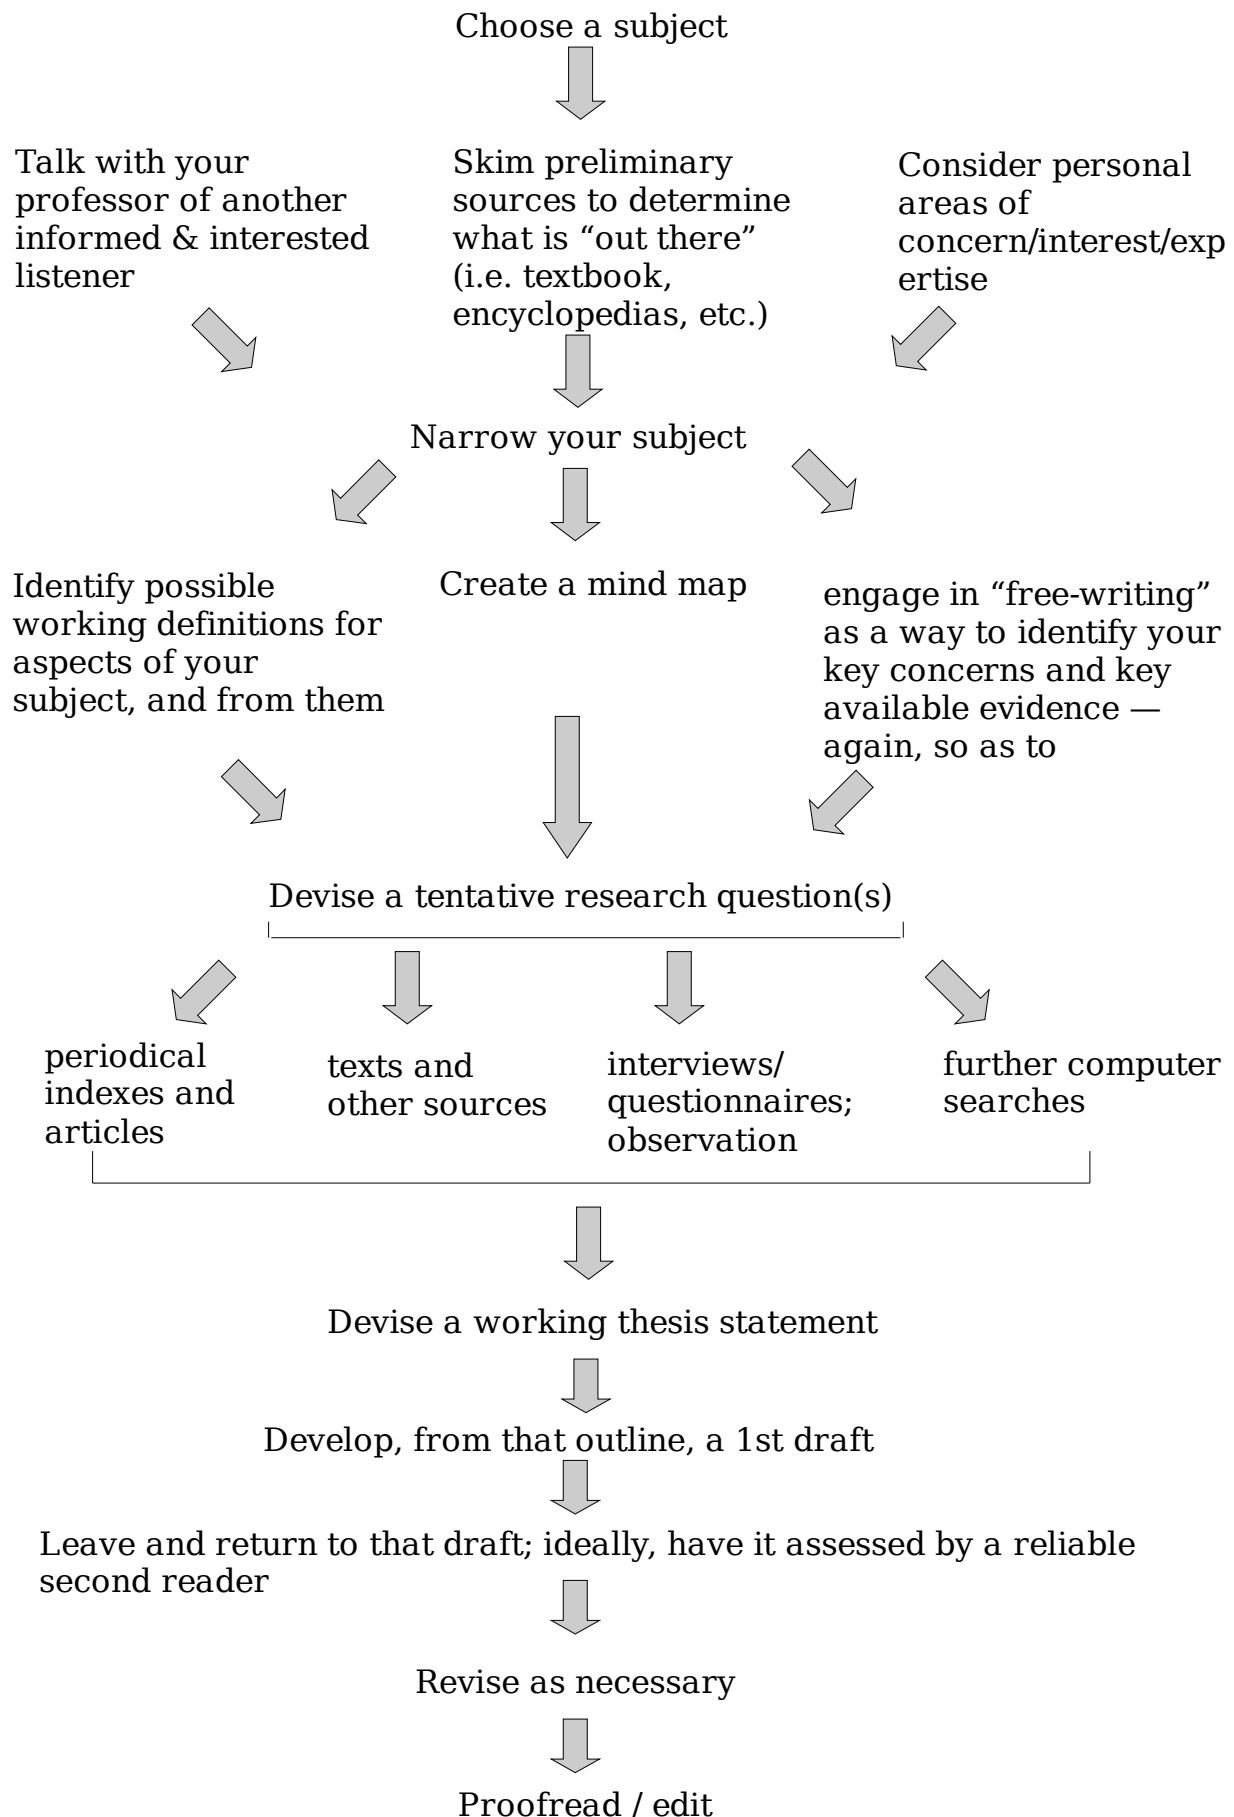 Choose a subject
Talk with your
professor of another
informed & interested
listener
Skim preliminary
sources to determine
what is “out there”
(i.e. textbook,
encyclopedias, etc.)
Consider personal
areas of
concern/interest/exp
ertise
Narrow your subject
Identify possible
working definitions for
aspects of your
subject, and from them
Create a mind map
engage in “free-writing”
as a way to identify your
key concerns and key
available evidence —
again, so as to
Devise a tentative research question(s)
periodical
indexes and
articles
texts and
other sources
interviews/
questionnaires;
observation
further computer
searches
Devise a working thesis statement
Develop, from that outline, a 1st draft
Leave and return to that draft; ideally, have it assessed by a reliable
second reader
Revise as necessary
Proofread / edit